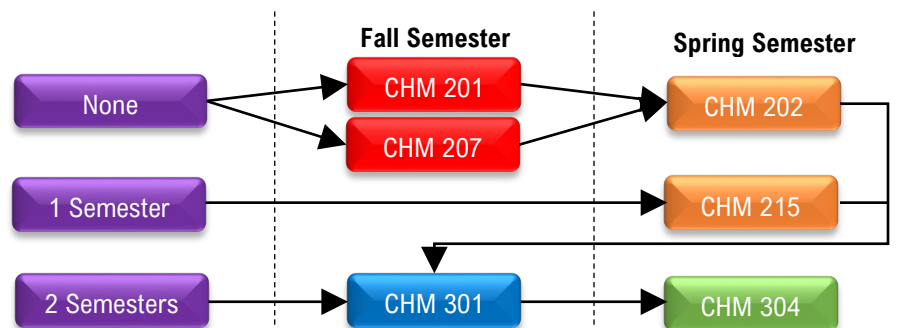 Fall Semester
Spring Semester
None
CHM 201
CHM 202
CHM 207
1 Semester
CHM 215
2 Semesters
CHM 301
CHM 304